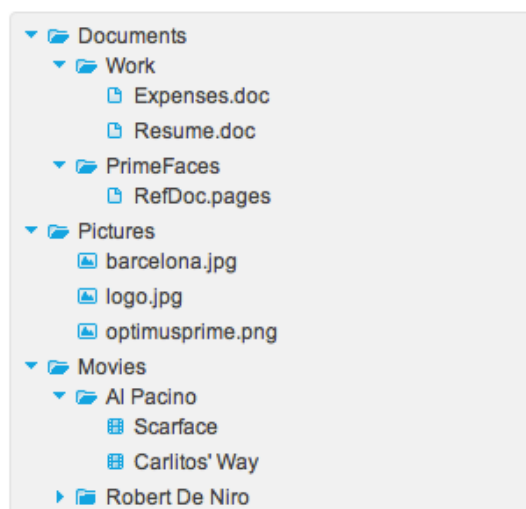 Documents
Work
Expenses.doc
Resume.doc
PrimeFaces
RefDoc.pages
Pictures
barcelona.jpg
logo.jpg
optimusprime.png
Movies
Al Pacino
Scarface
Carlitos' Way
Robert De Niro